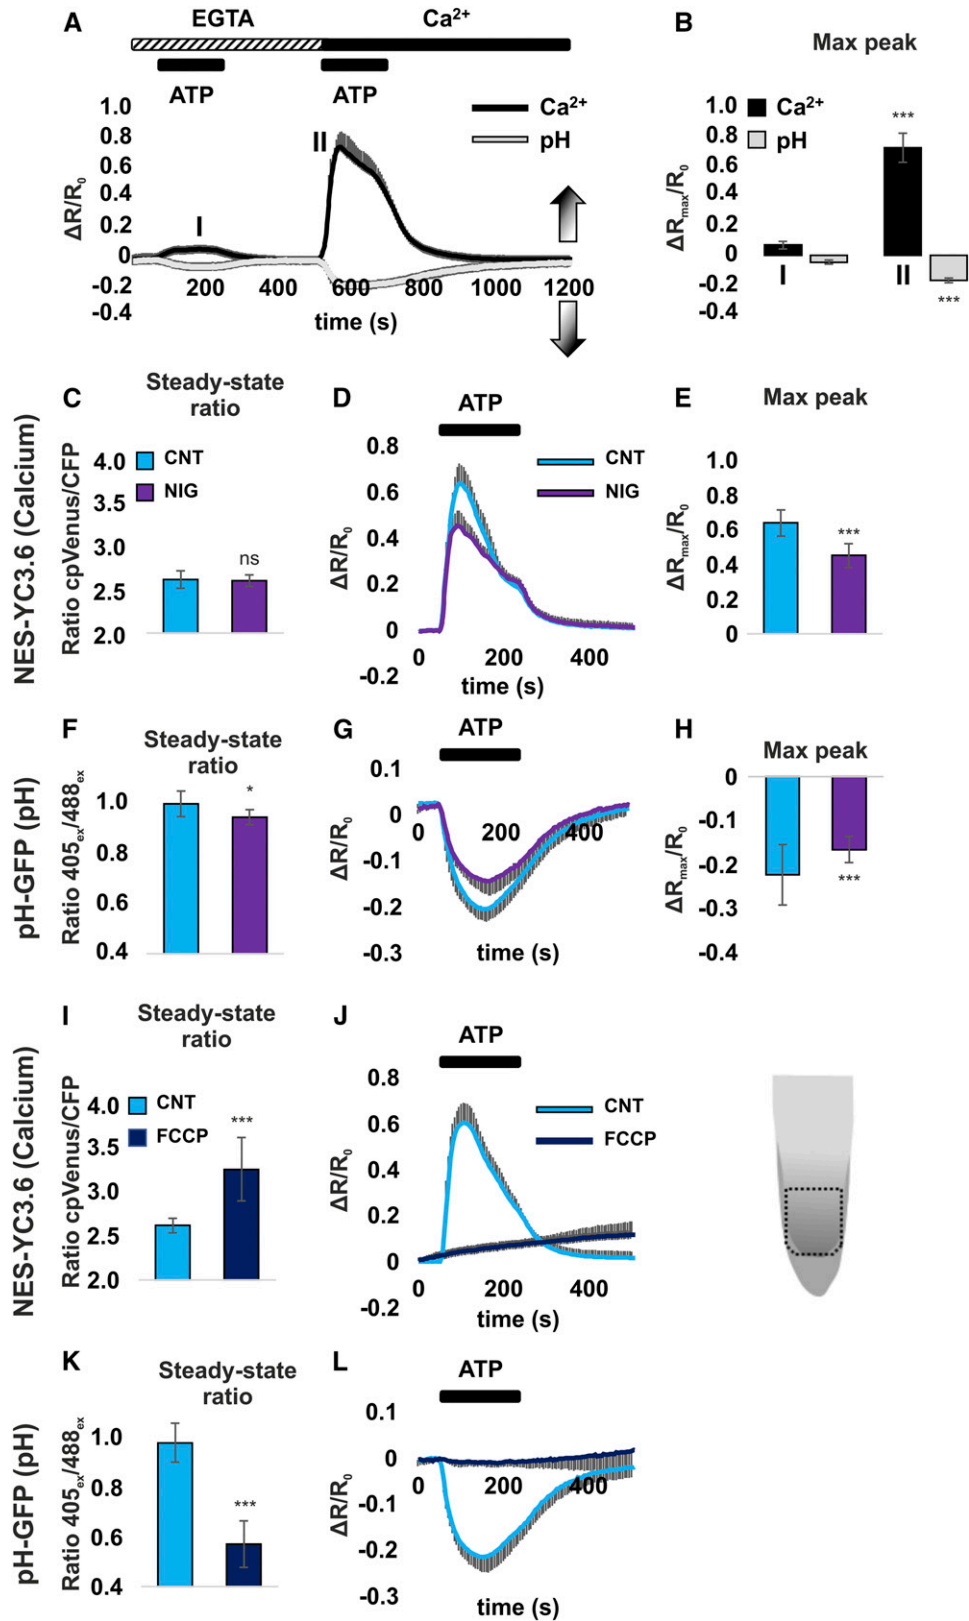 A
EGTA
Ca²⁺
ATP
ATP
1.0
0.8
0.6
0.4
0.2
0
-0.2
-0.4
ΔR/R₀
I
II
Ca²⁺
pH
200 400 600 800 1000 1200
time (s)
B
Max peak
1.0
0.8
0.6
0.4
0.2
0
-0.2
-0.4
ΔRmax/R₀
Ca²⁺
pH
***
I
II
***
NES-YC3.6 (Calcium)
C
Steady-state
ratio
Ratio cpVenus/CFP
4.0
3.5
3.0
2.5
2.0
CNT
NIG
ns
D
ATP
0.8
0.6
0.4
0.2
0
-0.2
ΔR/R₀
CNT
NIG
0 200 400
time (s)
E
Max peak
1.0
0.8
0.6
0.4
0.2
0
ΔRmax/R₀
***
pH-GFP (pH)
F
Steady-state
ratio
Ratio 405ex/488ex
1.0
0.8
0.6
0.4
*
G
ATP
0.1
0
-0.1
-0.2
-0.3
ΔR/R₀
0 200 400
time (s)
H
Max peak
0
-0.1
-0.2
-0.3
-0.4
ΔRmax/R₀
***
NES-YC3.6 (Calcium)
I
Steady-state
ratio
Ratio cpVenus/CFP
4.0
3.5
3.0
2.5
2.0
CNT
FCCP
***
J
ATP
0.8
0.6
0.4
0.2
0
-0.2
ΔR/R₀
CNT
FCCP
0 200 400
time (s)
pH-GFP (pH)
K
Steady-state
ratio
Ratio 405ex/488ex
1.0
0.8
0.6
0.4
***
L
ATP
0.1
0
-0.1
-0.2
-0.3
ΔR/R₀
0 200 400
time (s)